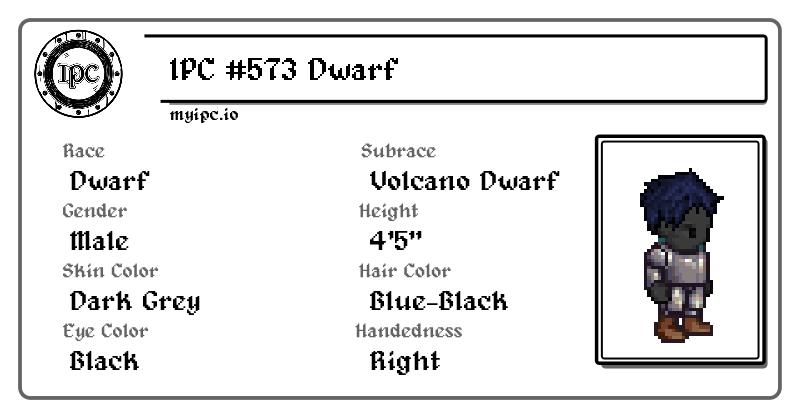 IPC
IPC #573 Dwarf
myipc.io
Race
Subrace
Dwarf
Volcano Dwarf
Gender
Height
Male
4'5"
Skin Color
Hair Color
Dark Grey
Blue-Black
Eye Color
Handedness
Black
Right